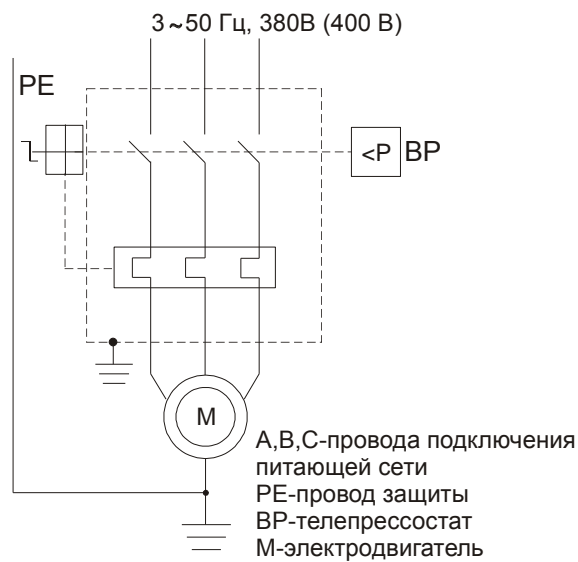 3~50 Гц, 380В (400 В)
PE
<P
BP
M
A,B,C-провода подключения
питающей сети
PE-провод защиты
BP-телепрессостат
M-электродвигатель